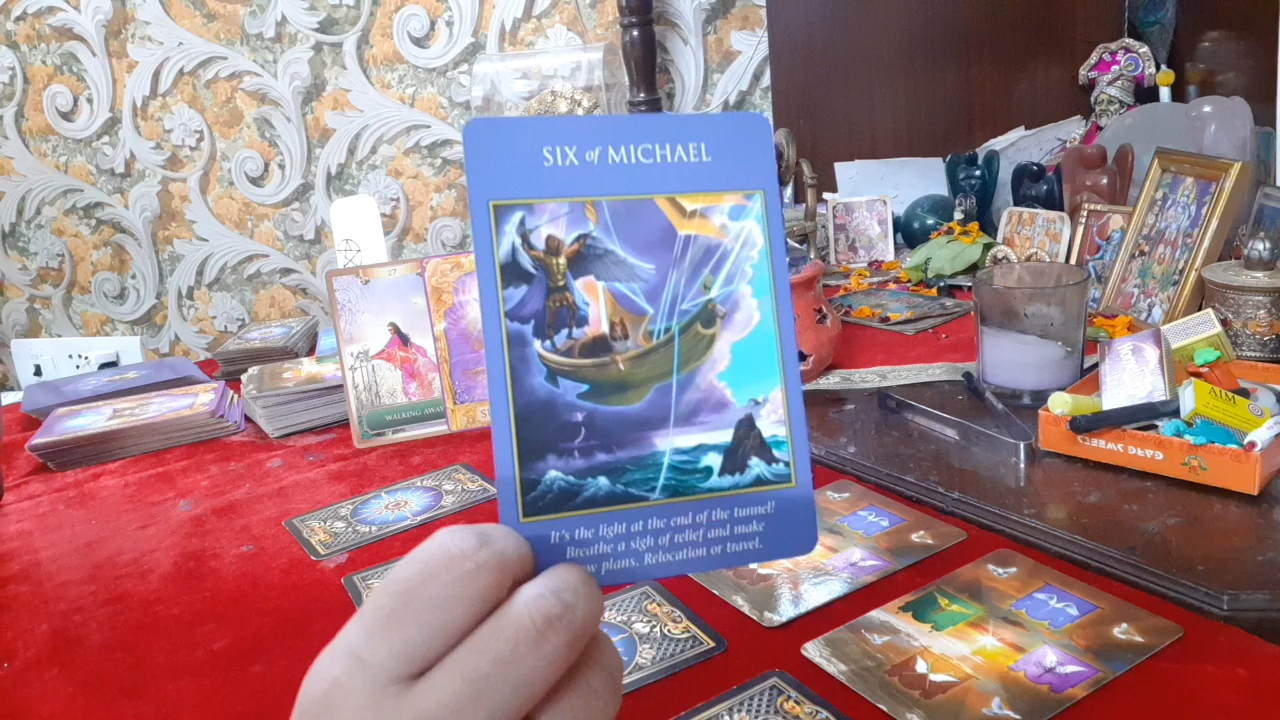 SIX of MICHAEL
It's the light at the end of the tunnel!
Breathe a sigh of relief and make
plans. Relocation or travel.
27
WALKING AWAY
AIM